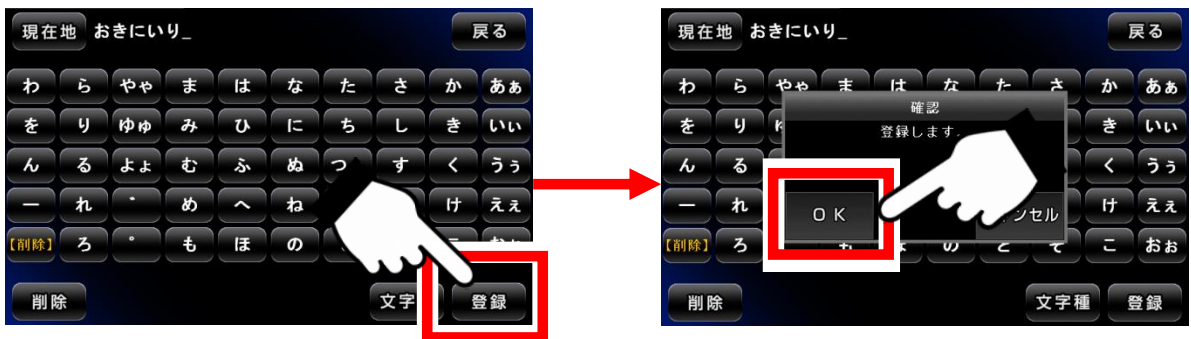 現在地 おきにいり_ 戻る
わ ら やゃ ま は な た さ か あぁ
を り ゆゅ み ひ に ち し き いぃ
ん る よょ む ふ ぬ つ す く うぅ
ー れ ゛ め へ ね け えぇ
【削除】 ろ ゜ も ほ の
削除 文字 登録
現在地 おきにいり_ 戻る
わ ら やゃ ま は な た さ か あぁ
確認
を り 登録します。 き いぃ
ん る く うぅ
ー れ OK ンセル け えぇ
【削除】 ろ も ほ の と そ こ おぉ
削除 文字種 登録